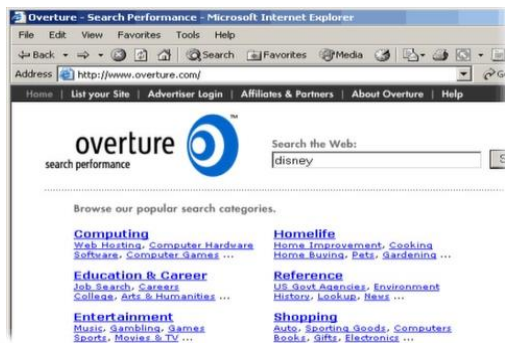 Overture - Search Performance - Microsoft Internet Explorer
File Edit View Favorites Tools Help
Back Search Favorites Media
Address http://www.overture.com/
Home | List your Site | Advertiser Login | Affiliates & Partners | About Overture | Help
overture ™
search performance
Search the Web:
disney
Browse our popular search categories.
Computing
Web Hosting, Computer Hardware
Software, Computer Games ...
Homelife
Home Improvement, Cooking
Home Buying, Pets, Gardening ...
Education & Career
Job Search, Careers
College, Arts & Humanities ...
Reference
US Govt Agencies, Environment
History, Lookup, News ...
Entertainment
Music, Gambling, Games
Sports, Movies & TV ...
Shopping
Auto, Sporting Goods, Computers
Books, Gifts, Electronics ...